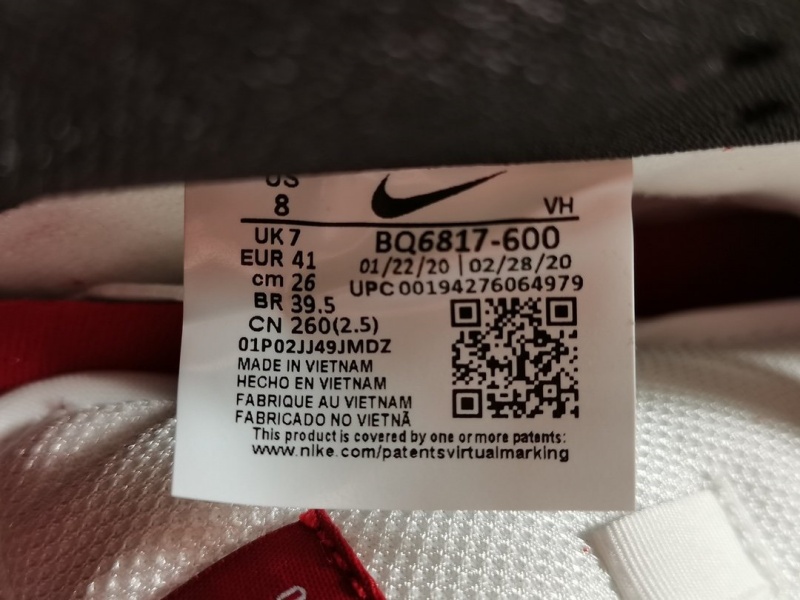 US
8
VH
UK 7
EUR 41
cm 26
BR 39.5
CN 260(2.5)
BQ6817-600
01/22/20 | 02/28/20
UPC 00194276064979
01P02JJ49JMDZ
MADE IN VIETNAM
HECHO EN VIETNAM
FABRIQUE AU VIETNAM
FABRICADO NO VIETNÃ
This product is covered by one or more patents:
www.nike.com/patentsvirtualmarking